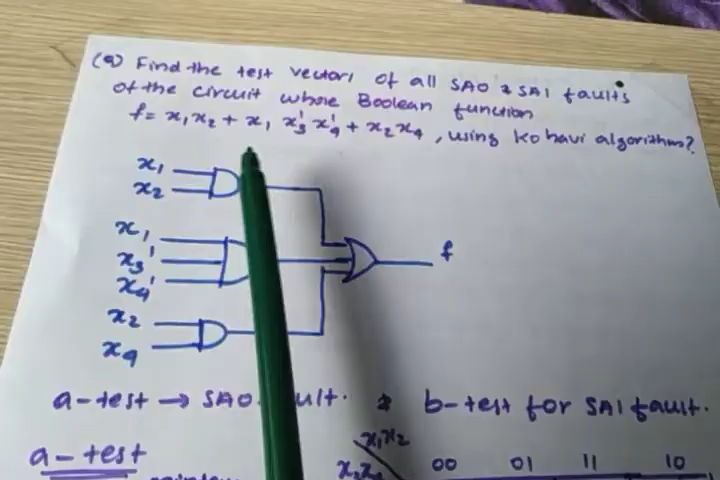 (Q) Find the test vectors of all SA0 & SA1 faults
of the circuit whose Boolean function
f = x₁x₂ + x₁ x₃' x₄' + x₂x₄ , using Kohavi algorithm?
x₁
x₂
x₁
x₃'
x₄'
f
x₂
x₄
a-test → SA0 & b-test for SA1 fault.
a-test
x₁x₂
00 01 11 10